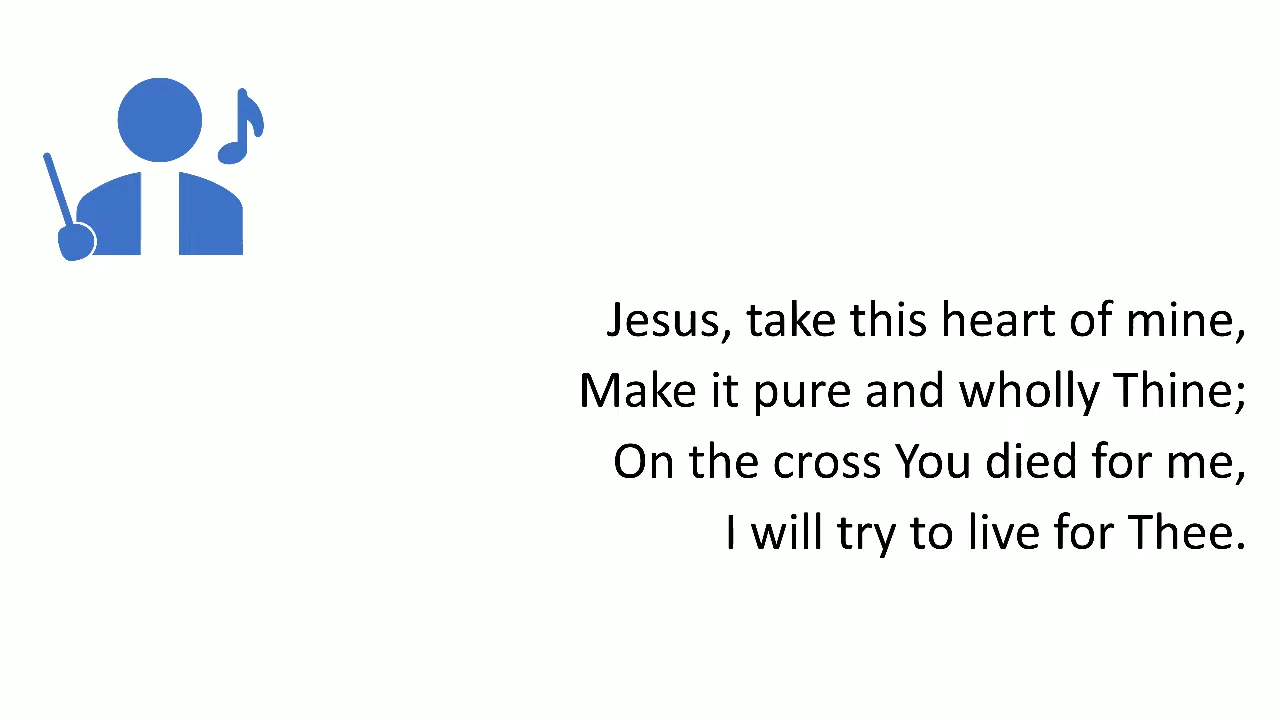 Jesus, take this heart of mine,
Make it pure and wholly Thine;
On the cross You died for me,
I will try to live for Thee.